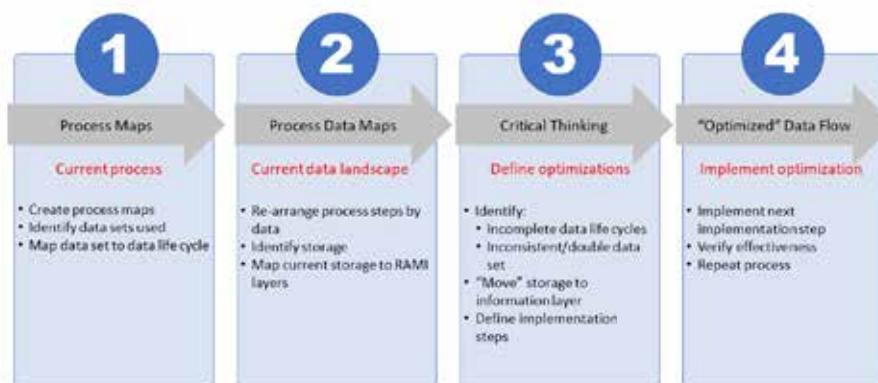 1
Process Maps
Current process
• Create process maps
• Identify data sets used
• Map data set to data life cycle
2
Process Data Maps
Current data landscape
• Re-arrange process steps by
data
• Identify storage
• Map current storage to RAMI
layers
3
Critical Thinking
Define optimizations
• Identify:
• Incomplete data life cycles
• Inconsistent/double data
set
• "Move" storage to
information layer
• Define implementation
steps
4
"Optimized" Data Flow
Implement optimization
• Implement next
implementation step
• Verify effectiveness
• Repeat process